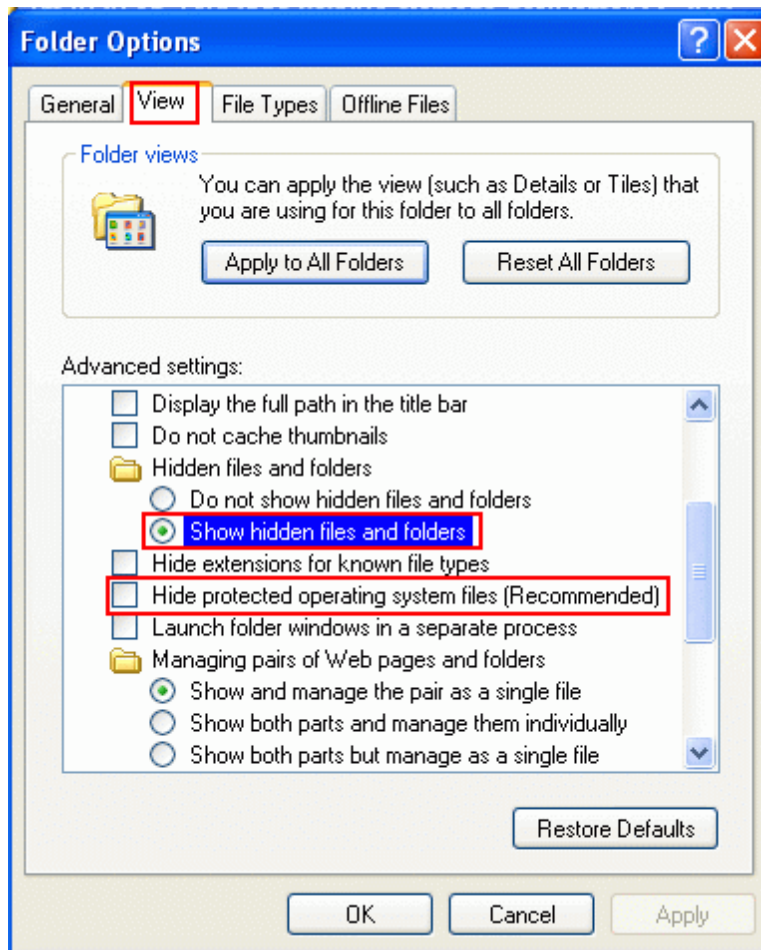 Folder Options
General
View
File Types
Offline Files
Folder views
You can apply the view (such as Details or Tiles) that
you are using for this folder to all folders.
Apply to All Folders
Reset All Folders
Advanced settings:
Display the full path in the title bar
Do not cache thumbnails
Hidden files and folders
Do not show hidden files and folders
Show hidden files and folders
Hide extensions for known file types
Hide protected operating system files (Recommended)
Launch folder windows in a separate process
Managing pairs of Web pages and folders
Show and manage the pair as a single file
Show both parts and manage them individually
Show both parts but manage as a single file
Restore Defaults
OK
Cancel
Apply